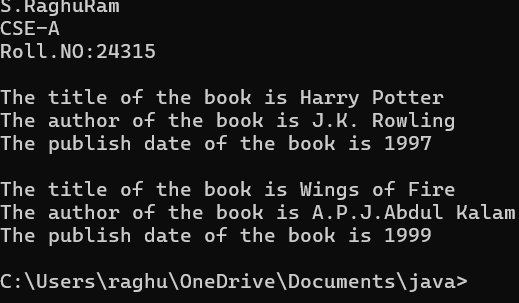 S.RaghuRam
CSE-A
Roll.NO:24315
The title of the book is Harry Potter
The author of the book is J.K. Rowling
The publish date of the book is 1997
The title of the book is Wings of Fire
The author of the book is A.P.J.Abdul Kalam
The publish date of the book is 1999
C:\Users\raghu\OneDrive\Documents\java>